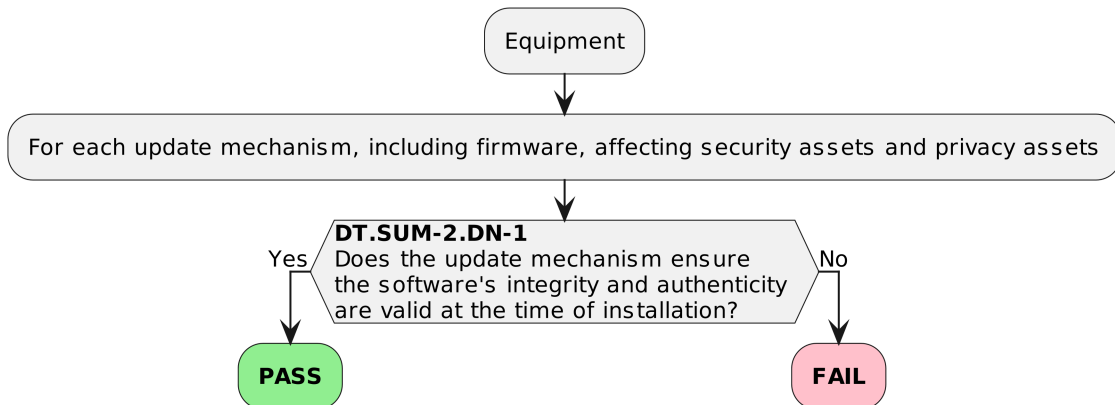 Equipment
For each update mechanism, including firmware, affecting security assets and privacy assets
DT.SUM-2.DN-1
Yes
Does the update mechanism ensure
No
the software's integrity and authenticity
are valid at the time of installation?
PASS
FAIL